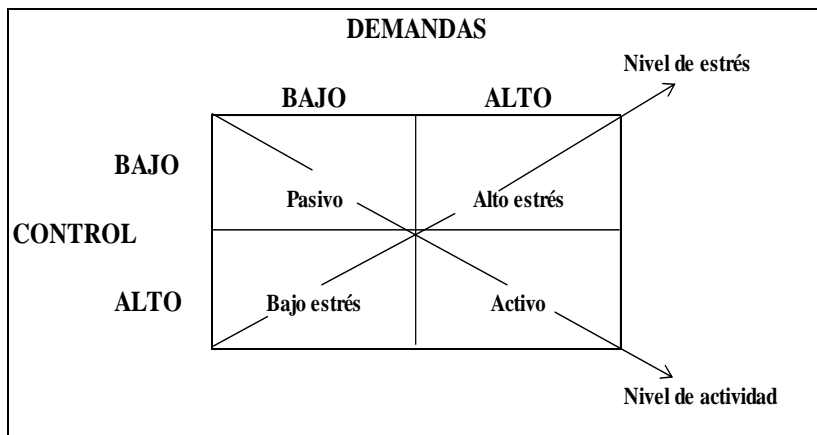 DEMANDAS
Nivel de estrés
BAJO ALTO
BAJO
Pasivo Alto estrés
CONTROL
ALTO Bajo estrés Activo
Nivel de actividad